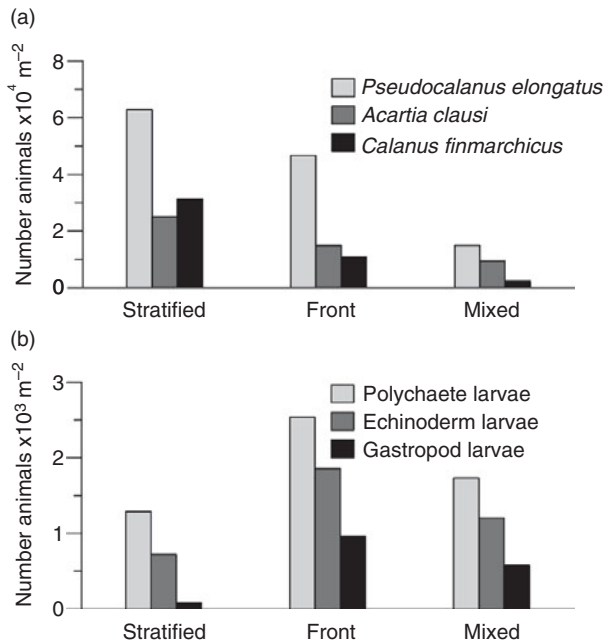 (a)
Number animals x10⁴ m⁻²
8
6
4
2
0
Pseudocalanus elongatus
Acartia clausi
Calanus finmarchicus
Stratified Front Mixed
(b)
Number animals x10³ m⁻²
3
2
1
0
Polychaete larvae
Echinoderm larvae
Gastropod larvae
Stratified Front Mixed